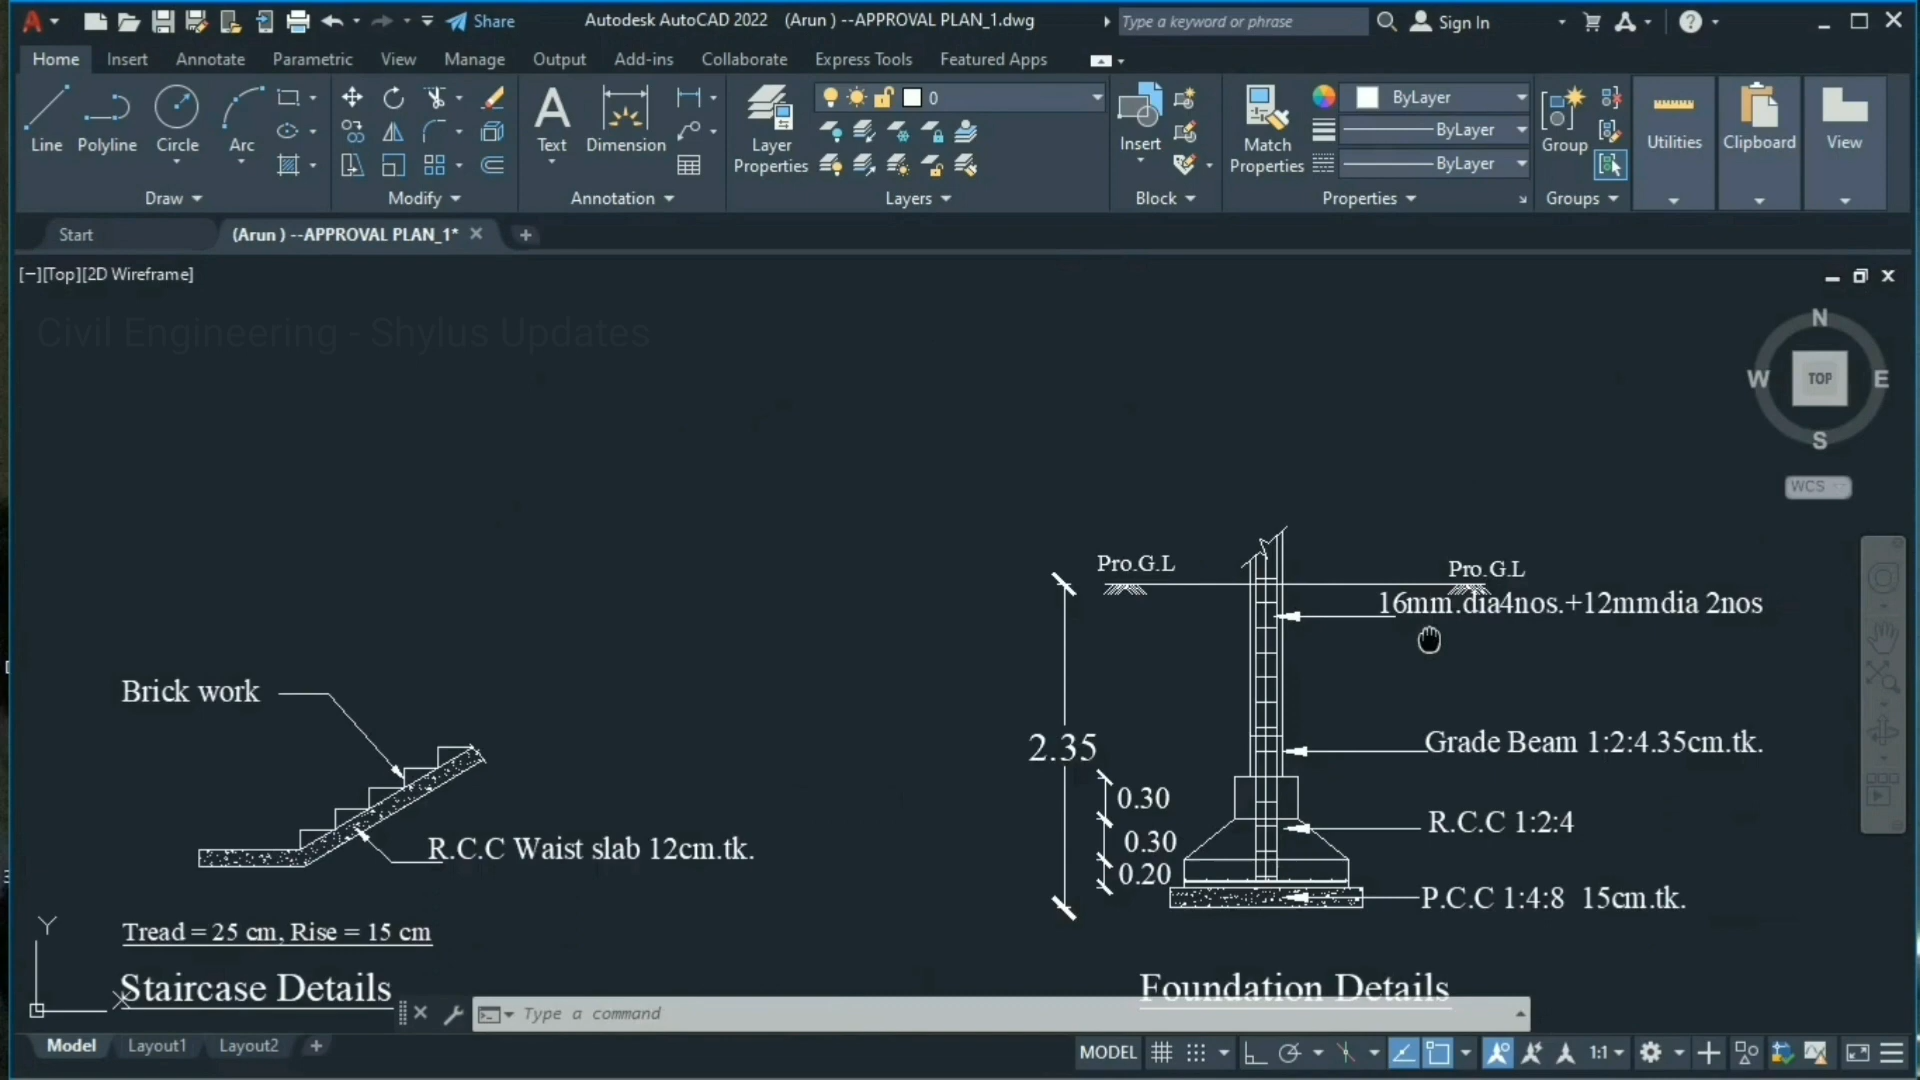 Share
Autodesk AutoCAD 2022 (Arun ) --APPROVAL PLAN_1.dwg
Type a keyword or phrase
Sign In
Home Insert Annotate Parametric View Manage Output Add-ins Collaborate Express Tools Featured Apps
0
ByLayer
ByLayer
ByLayer
Line Polyline Circle Arc
Text Dimension
Layer Properties
Insert
Match Properties
Group
Utilities
Clipboard
View
Draw Modify Annotation Layers Block Properties Groups
Start
(Arun ) --APPROVAL PLAN_1*
[−][Top][2D Wireframe]
Civil Engineering - Shylus Updates
N
W TOP E
S
WCS
Pro.G.L
Pro.G.L
16mm.dia4nos.+12mmdia 2nos
Brick work
2.35
Grade Beam 1:2:4.35cm.tk.
0.30
R.C.C 1:2:4
0.30
R.C.C Waist slab 12cm.tk.
0.20
P.C.C 1:4:8 15cm.tk.
Y
Tread = 25 cm, Rise = 15 cm
X
Staircase Details
Foundation Details
Type a command
Model Layout1 Layout2
MODEL
1:1